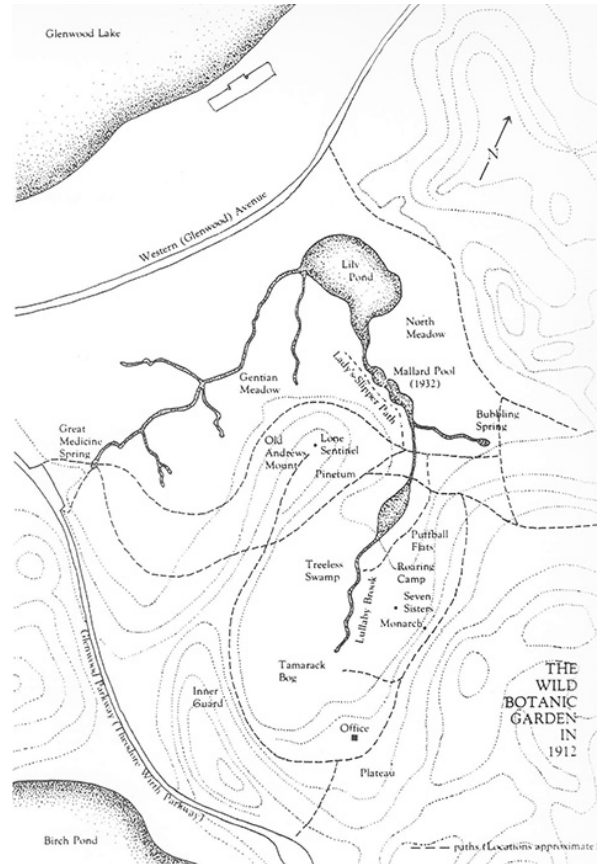 Glenwood Lake
N
Western (Glenwood) Avenue
Lily
Pond
North
Meadow
Lady's-Slipper Path
Mallard Pool
(1932)
Gentian
Meadow
Bubbling
Spring
Great
Medicine
Spring
Old
Andrews
Mount
Lone
Sentinel
Pinetum
Puffball
Flats
Treeless
Swamp
Roaring
Camp
Lullaby Brook
Seven
Sisters
Monarch
Glenwood Parkway (Theodore Wirth Parkway)
Tamarack
Bog
Inner
Guard
Office
Plateau
THE
WILD
BOTANIC
GARDEN
IN
1912
Birch Pond
paths (Locations approximate